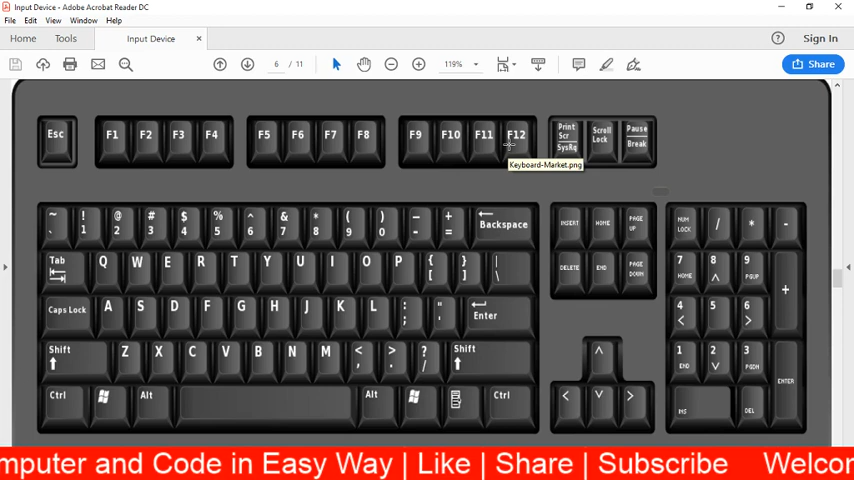 Input Device - Adobe Acrobat Reader DC
File Edit View Window Help
Home Tools Input Device × ? Sign In
6 / 11 119% Share
Esc F1 F2 F3 F4 F5 F6 F7 F8 F9 F10 F11 F12 Print Scr SysRq Scroll Lock Pause Break
Keyboard-Market.png
~ ` ! 1 @ 2 # 3 $ 4 % 5 ^ 6 & 7 * 8 ( 9 ) 0 – - + = Backspace INSERT HOME PAGE UP NUM LOCK / * -
Tab Q W E R T Y U I O P { [ } ] | \ DELETE END PAGE DOWN 7 HOME 8 ^ 9 PGUP +
Caps Lock A S D F G H J K L : ; " ' Enter 4 < 5 6 >
Shift Z X C V B N M < , > . ? / Shift ^ 1 END 2 v 3 PGDN ENTER
Ctrl Alt Alt Ctrl < v > INS DEL
mputer and Code in Easy Way | Like | Share | Subscribe Welcor